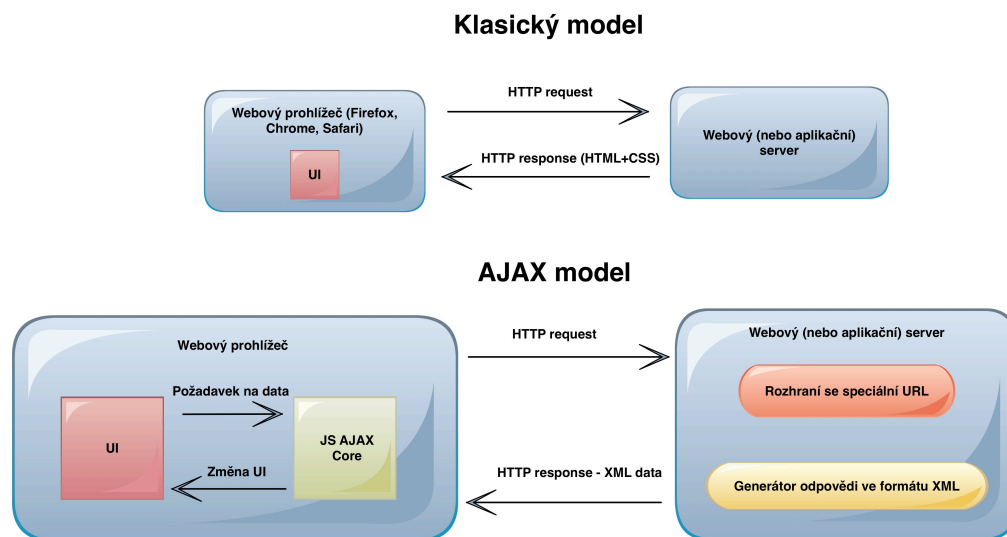 Klasický model
HTTP request
Webový prohlížeč (Firefox,
Chrome, Safari)
UI
HTTP response (HTML+CSS)
Webový (nebo aplikační)
server
AJAX model
Webový prohlížeč
Požadavek na data
UI
JS AJAX
Core
Změna UI
HTTP request
HTTP response - XML data
Webový (nebo aplikační) server
Rozhraní se speciální URL
Generátor odpovědi ve formátu XML